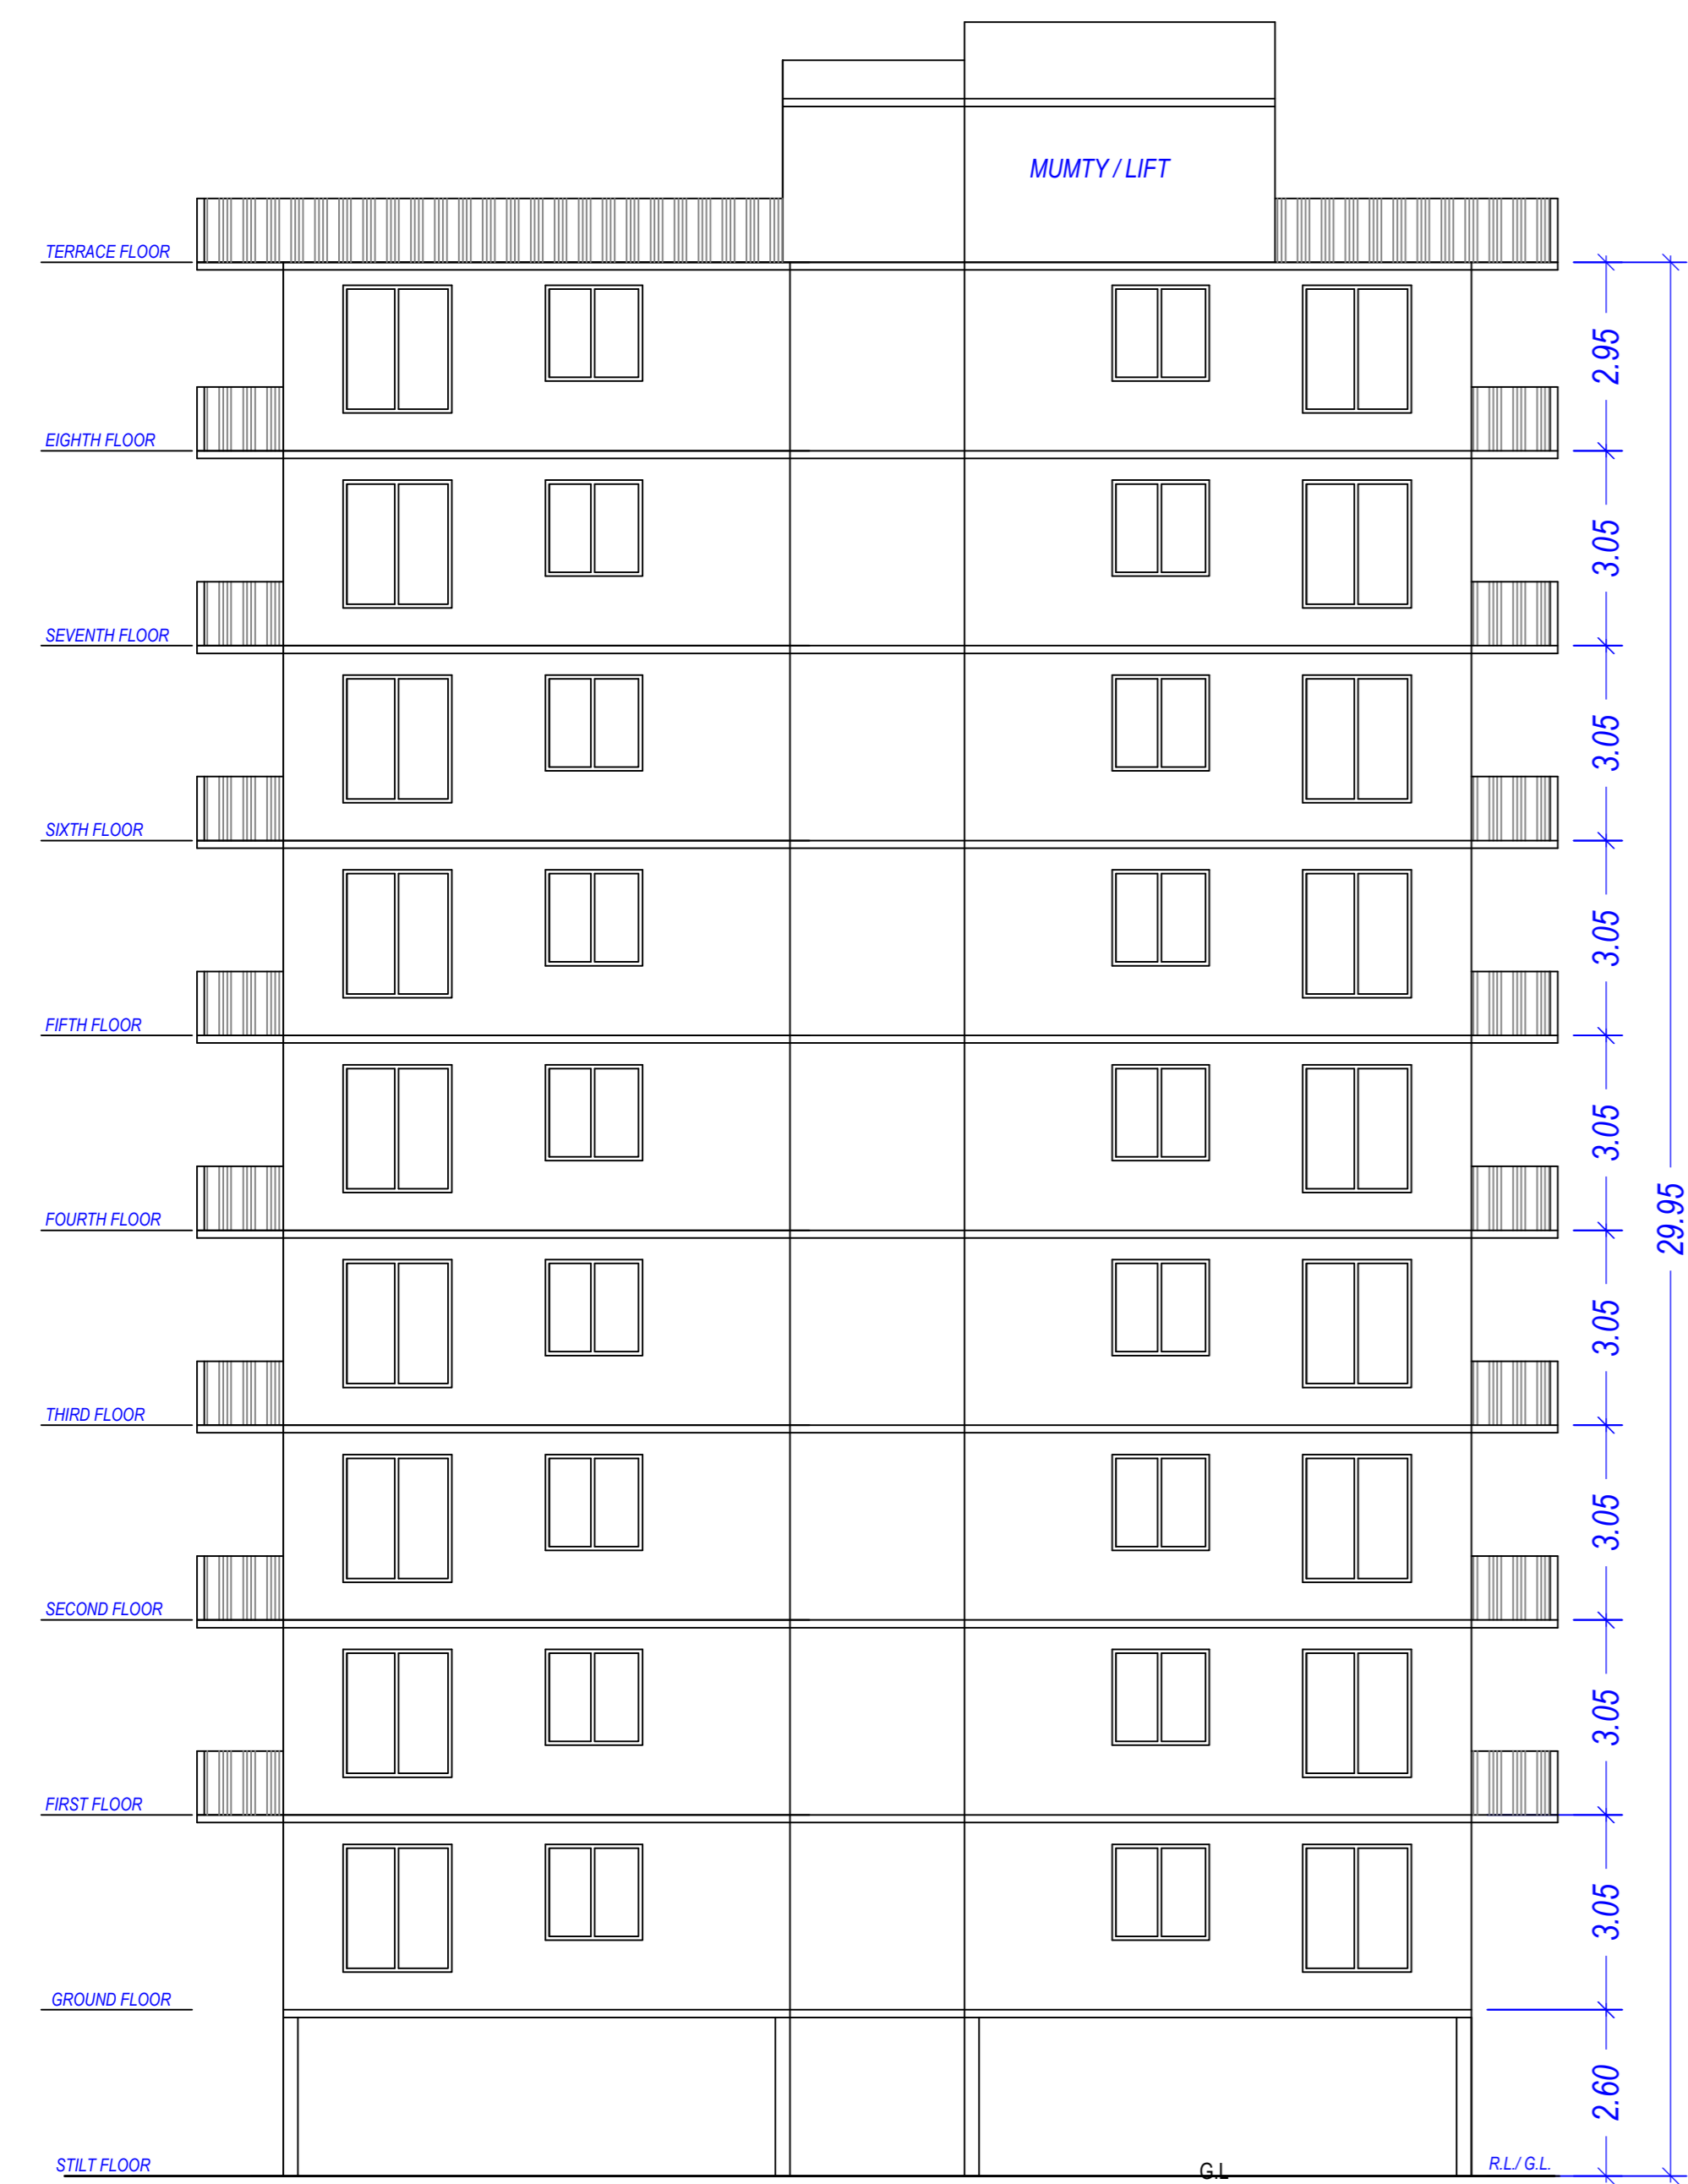 MUMTY / LIFT
TERRACE FLOOR
2.95
EIGHTH FLOOR
3.05
SEVENTH FLOOR
3.05
SIXTH FLOOR
3.05
FIFTH FLOOR
3.05
FOURTH FLOOR
29.95
3.05
THIRD FLOOR
3.05
SECOND FLOOR
3.05
FIRST FLOOR
3.05
GROUND FLOOR
2.60
STILT FLOOR
G.L
R.L./ G.L.